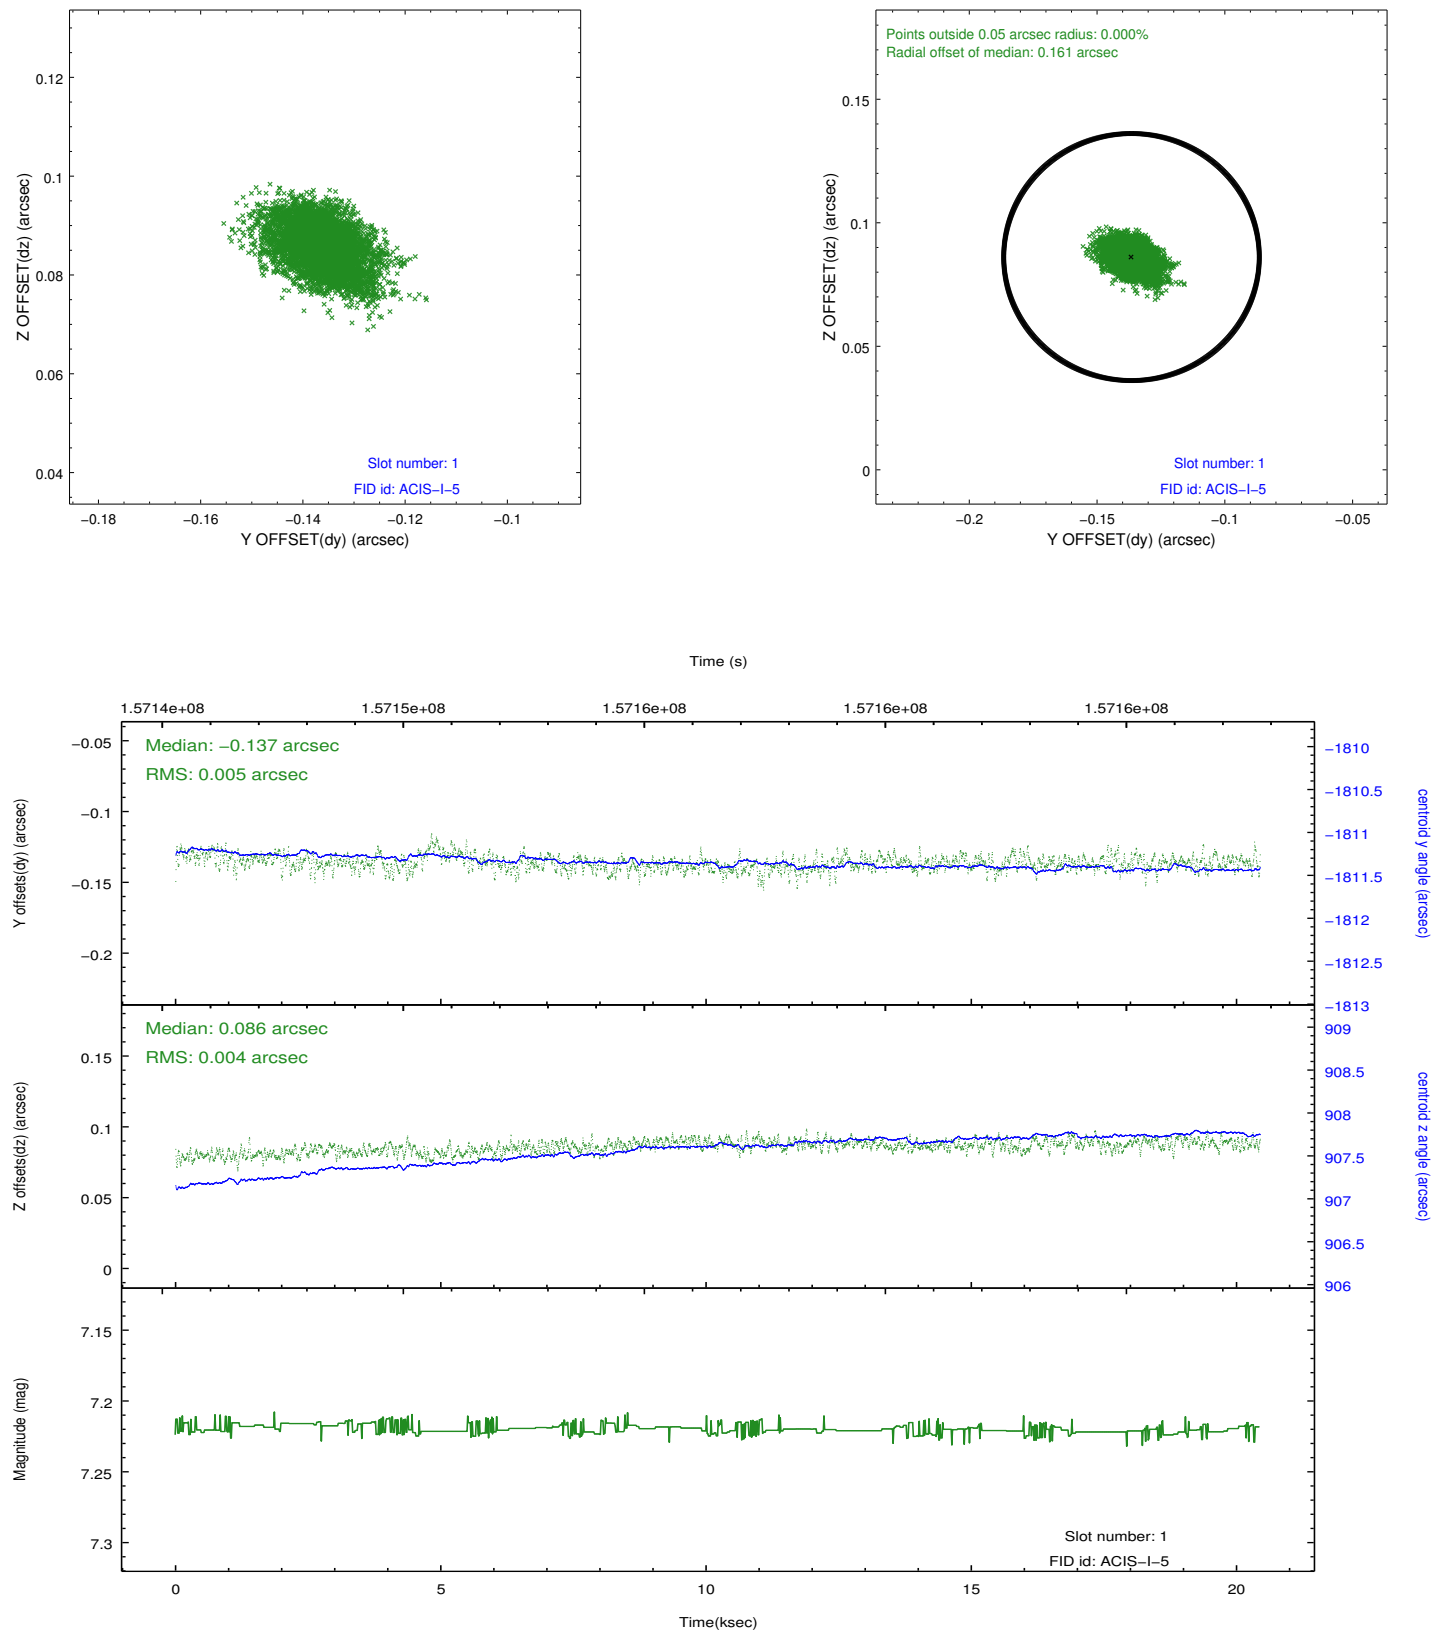 0.12
0.1
0.08
0.06
0.04
Z OFFSET(dz) (arcsec)
Slot number: 1
FID id: ACIS−I−5
−0.18
−0.16
−0.14
−0.12
−0.1
Y OFFSET(dy) (arcsec)
Points outside 0.05 arcsec radius: 0.000%
Radial offset of median: 0.161 arcsec
0.15
0.1
0.05
0
Z OFFSET(dz) (arcsec)
Slot number: 1
FID id: ACIS−I−5
−0.2
−0.15
−0.1
−0.05
Y OFFSET(dy) (arcsec)
Time (s)
1.5714e+08
1.5715e+08
1.5716e+08
1.5716e+08
1.5716e+08
−0.05
−0.1
−0.15
−0.2
Y offsets(dy) (arcsec)
Median: −0.137 arcsec
RMS: 0.005 arcsec
−1810
−1810.5
−1811
−1811.5
−1812
−1812.5
−1813
centroid y angle (arcsec)
0.15
0.1
0.05
0
Z offsets(dz) (arcsec)
Median: 0.086 arcsec
RMS: 0.004 arcsec
909
908.5
908
907.5
907
906.5
906
centroid z angle (arcsec)
7.15
7.2
7.25
7.3
Magnitude (mag)
Slot number: 1
FID id: ACIS−I−5
0
5
10
15
20
Time(ksec)